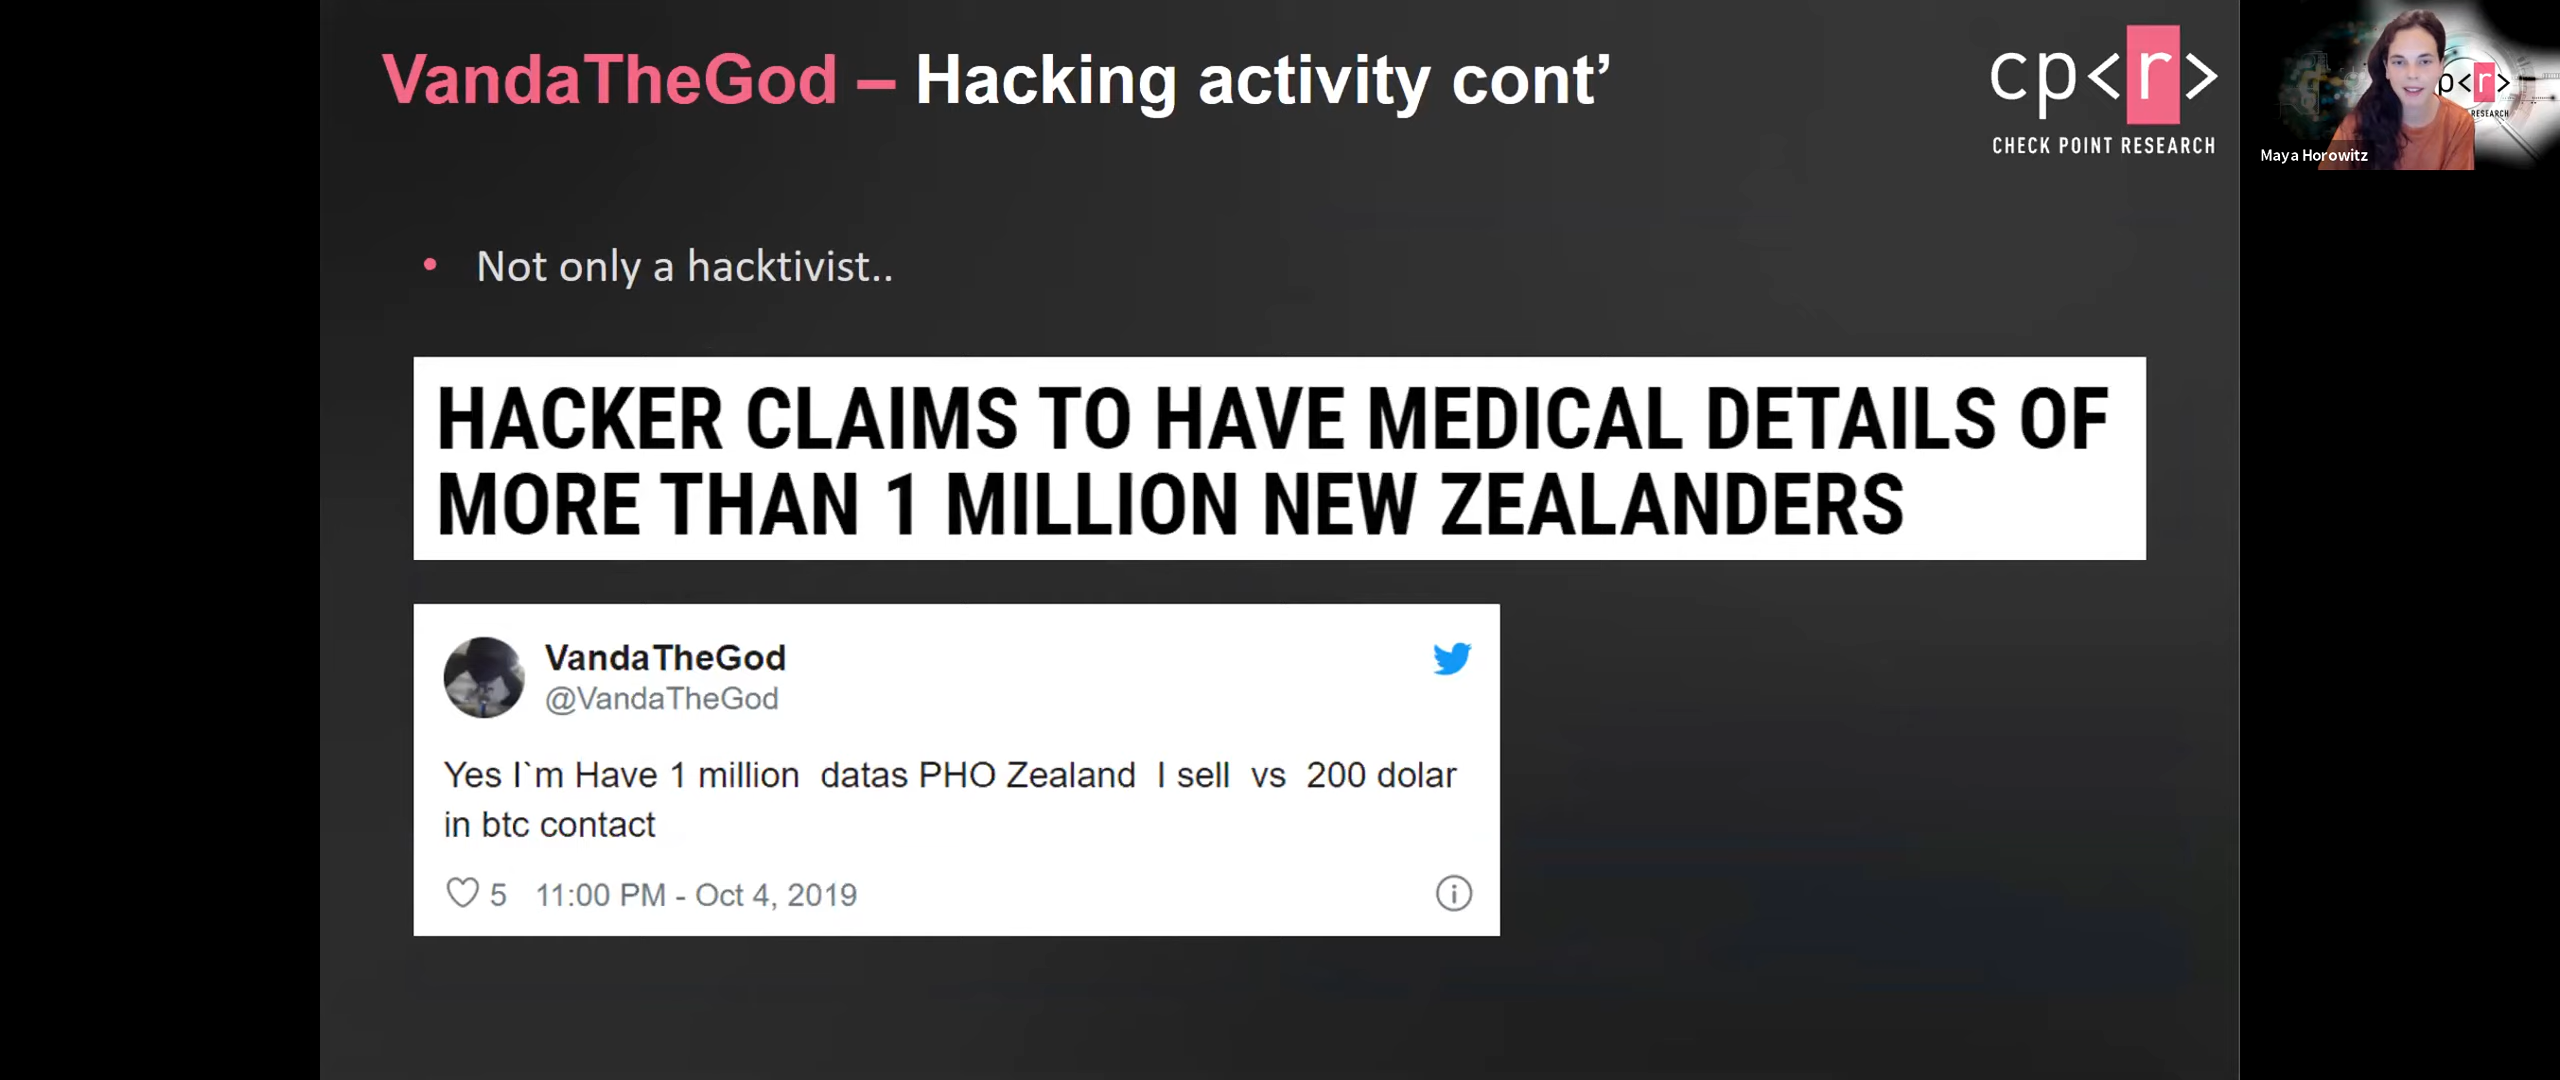 VandaTheGod – Hacking activity cont’
cp<r>
CHECK POINT RESEARCH
p<r>
RESEARCH
Maya Horowitz
• Not only a hacktivist..
HACKER CLAIMS TO HAVE MEDICAL DETAILS OF
MORE THAN 1 MILLION NEW ZEALANDERS
VandaTheGod
@VandaTheGod
Yes I`m Have 1 million datas PHO Zealand I sell vs 200 dolar
in btc contact
5 11:00 PM - Oct 4, 2019